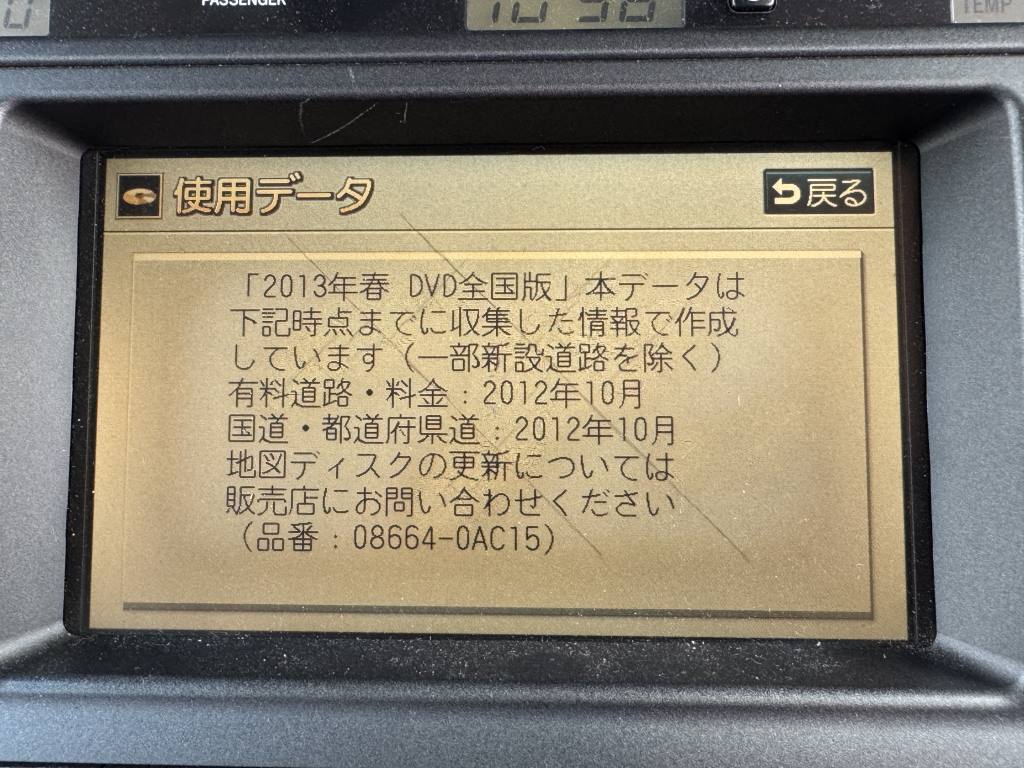 PASSENGER
10 58
TEMP
使用データ
戻る
「2013年春 DVD全国版」本データは
下記時点までに収集した情報で作成
しています（一部新設道路を除く）
有料道路・料金：2012年10月
国道・都道府県道：2012年10月
地図ディスクの更新については
販売店にお問い合わせください
（品番：08664-0AC15）